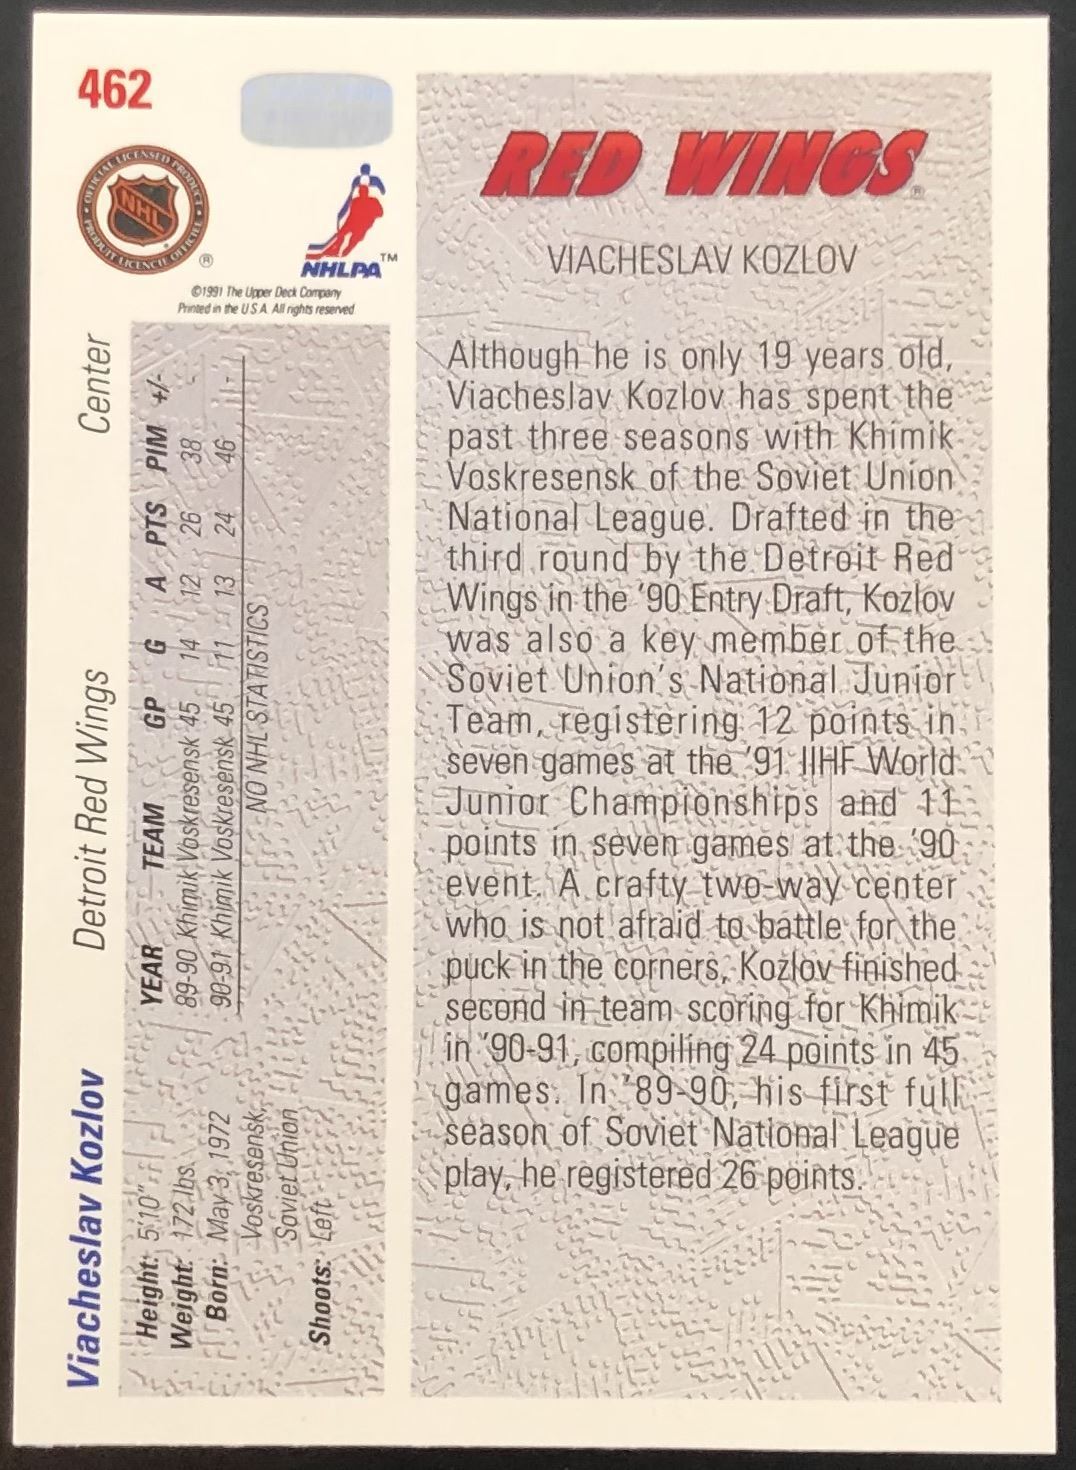 462
OFFICIAL LICENSED PRODUCT
NHL
PRODUIT LICENCIÉ OFFICIEL
®
NHLPA™
©1991 The Upper Deck Company
Printed in the U S A All rights reserved
RED WINGS®
VIACHESLAV KOZLOV
Although he is only 19 years old,
Viacheslav Kozlov has spent the
past three seasons with Khimik
Voskresensk of the Soviet Union
National League. Drafted in the
third round by the Detroit Red
Wings in the '90 Entry Draft, Kozlov
was also a key member of the
Soviet Union's National Junior
Team, registering 12 points in
seven games at the '91 IIHF World
Junior Championships and 11
points in seven games at the '90
event. A crafty two-way center
who is not afraid to battle for the
puck in the corners, Kozlov finished
second in team scoring for Khimik
in '90-91, compiling 24 points in 45
games. In '89-90, his first full
season of Soviet National League
play, he registered 26 points.
Viacheslav Kozlov Detroit Red Wings Center
Height: 5'10"
Weight: 172 lbs.
Born: May 3, 1972
Voskresensk,
Soviet Union
Shoots: Left
YEAR TEAM GP G A PTS PIM +/-
89-90 Khimik Voskresensk 45 14 12 26 38 -
90-91 Khimik Voskresensk 45 11 13 24 46 -
NO NHL STATISTICS